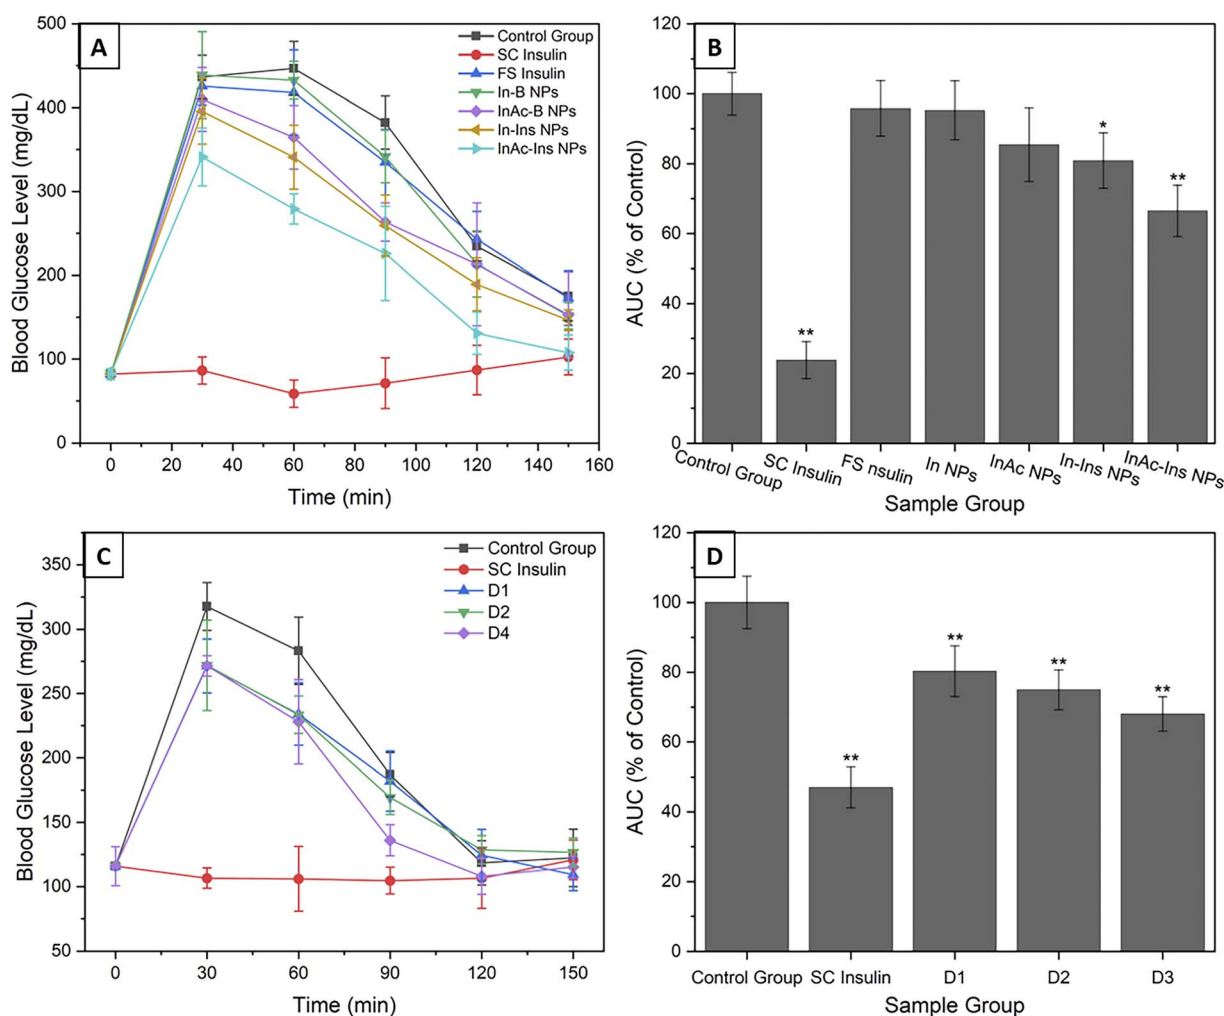 A
Control Group
SC Insulin
FS Insulin
In-B NPs
InAc-B NPs
In-Ins NPs
InAc-Ins NPs
Blood Glucose Level (mg/dL)
500
400
300
200
100
0
0 20 40 60 80 100 120 140 160
Time (min)
B
AUC (% of Control)
120
100
80
60
40
20
0
**
*
**
Control Group
SC Insulin
FS nsulin
In NPs
InAc NPs
In-Ins NPs
InAc-Ins NPs
Sample Group
C
Control Group
SC Insulin
D1
D2
D4
Blood Glucose Level (mg/dL)
350
300
250
200
150
100
50
0 30 60 90 120 150
Time (min)
D
AUC (% of Control)
120
100
80
60
40
20
0
**
**
**
**
Control Group SC Insulin D1 D2 D3
Sample Group